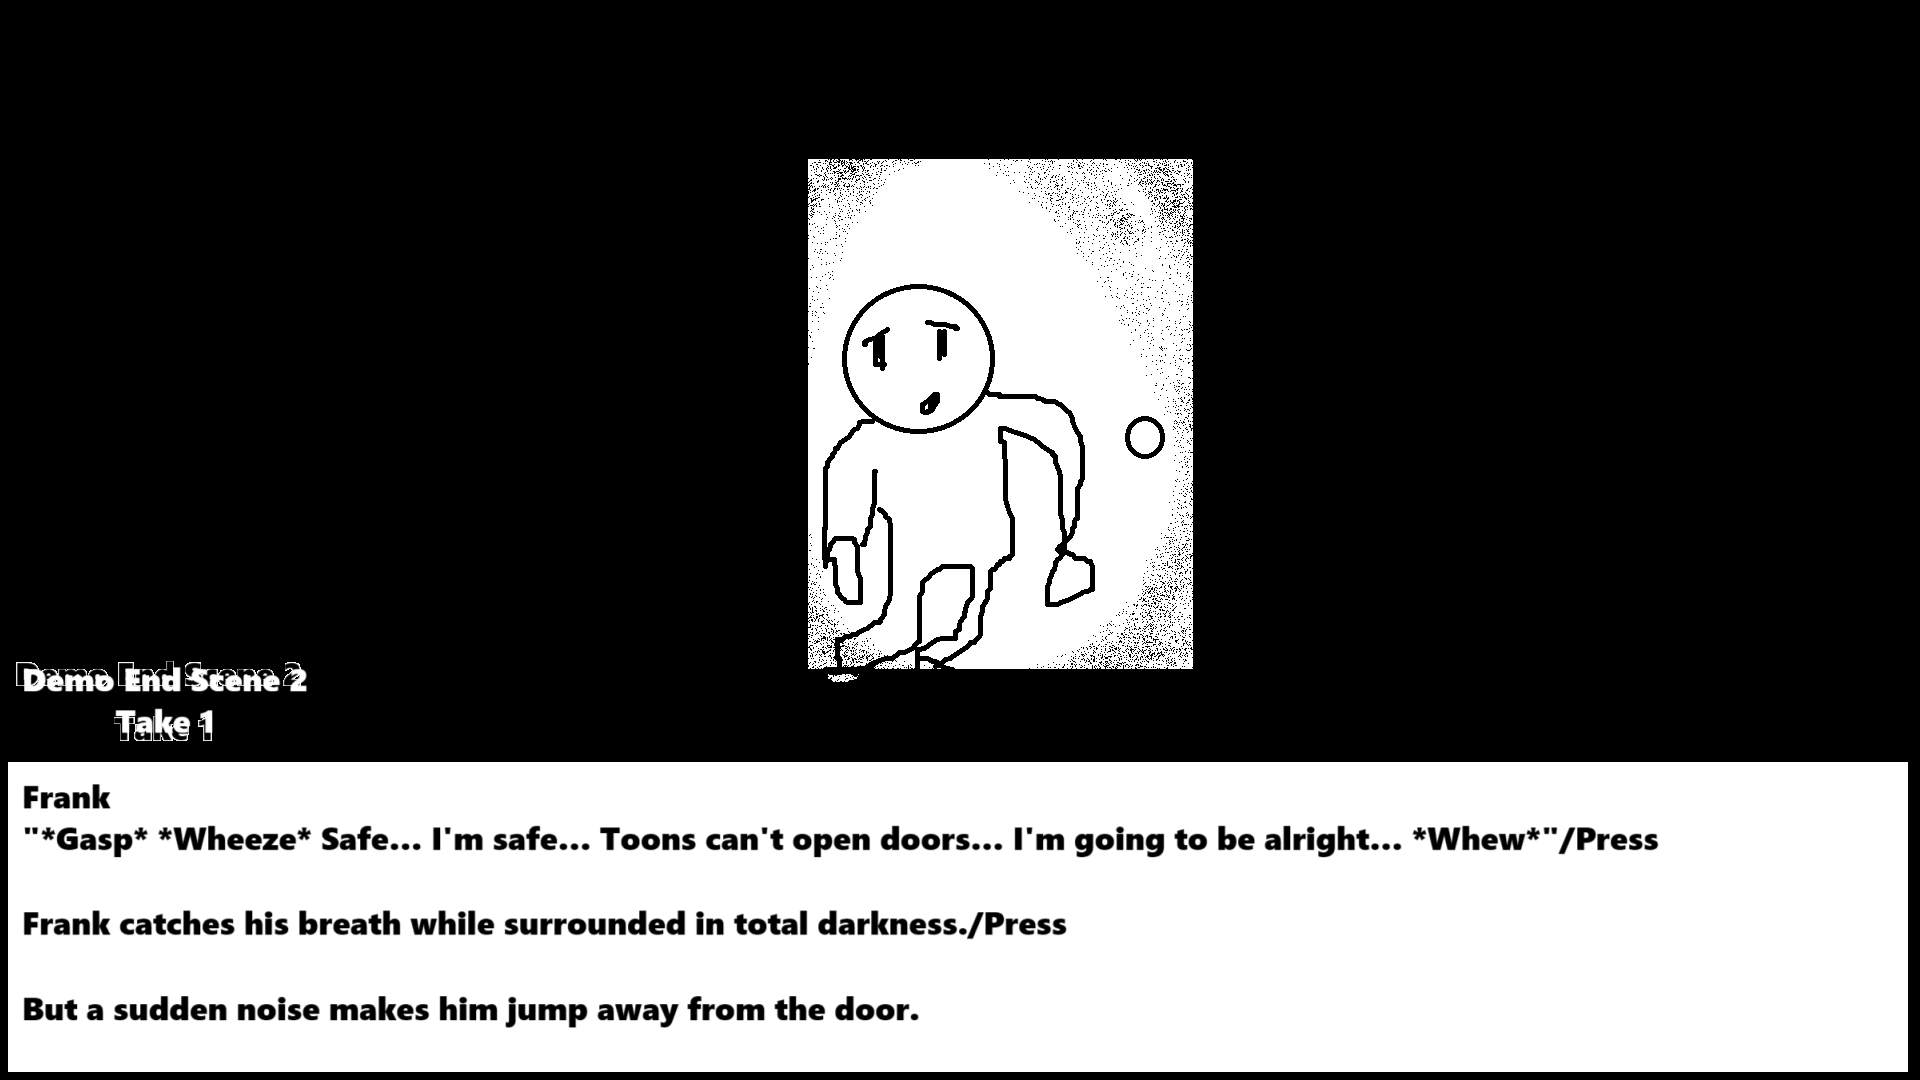 Demo End Scene 2
Take 1
Frank
"*Gasp* *Wheeze* Safe... I'm safe... Toons can't open doors... I'm going to be alright... *Whew*"/Press
Frank catches his breath while surrounded in total darkness./Press
But a sudden noise makes him jump away from the door.